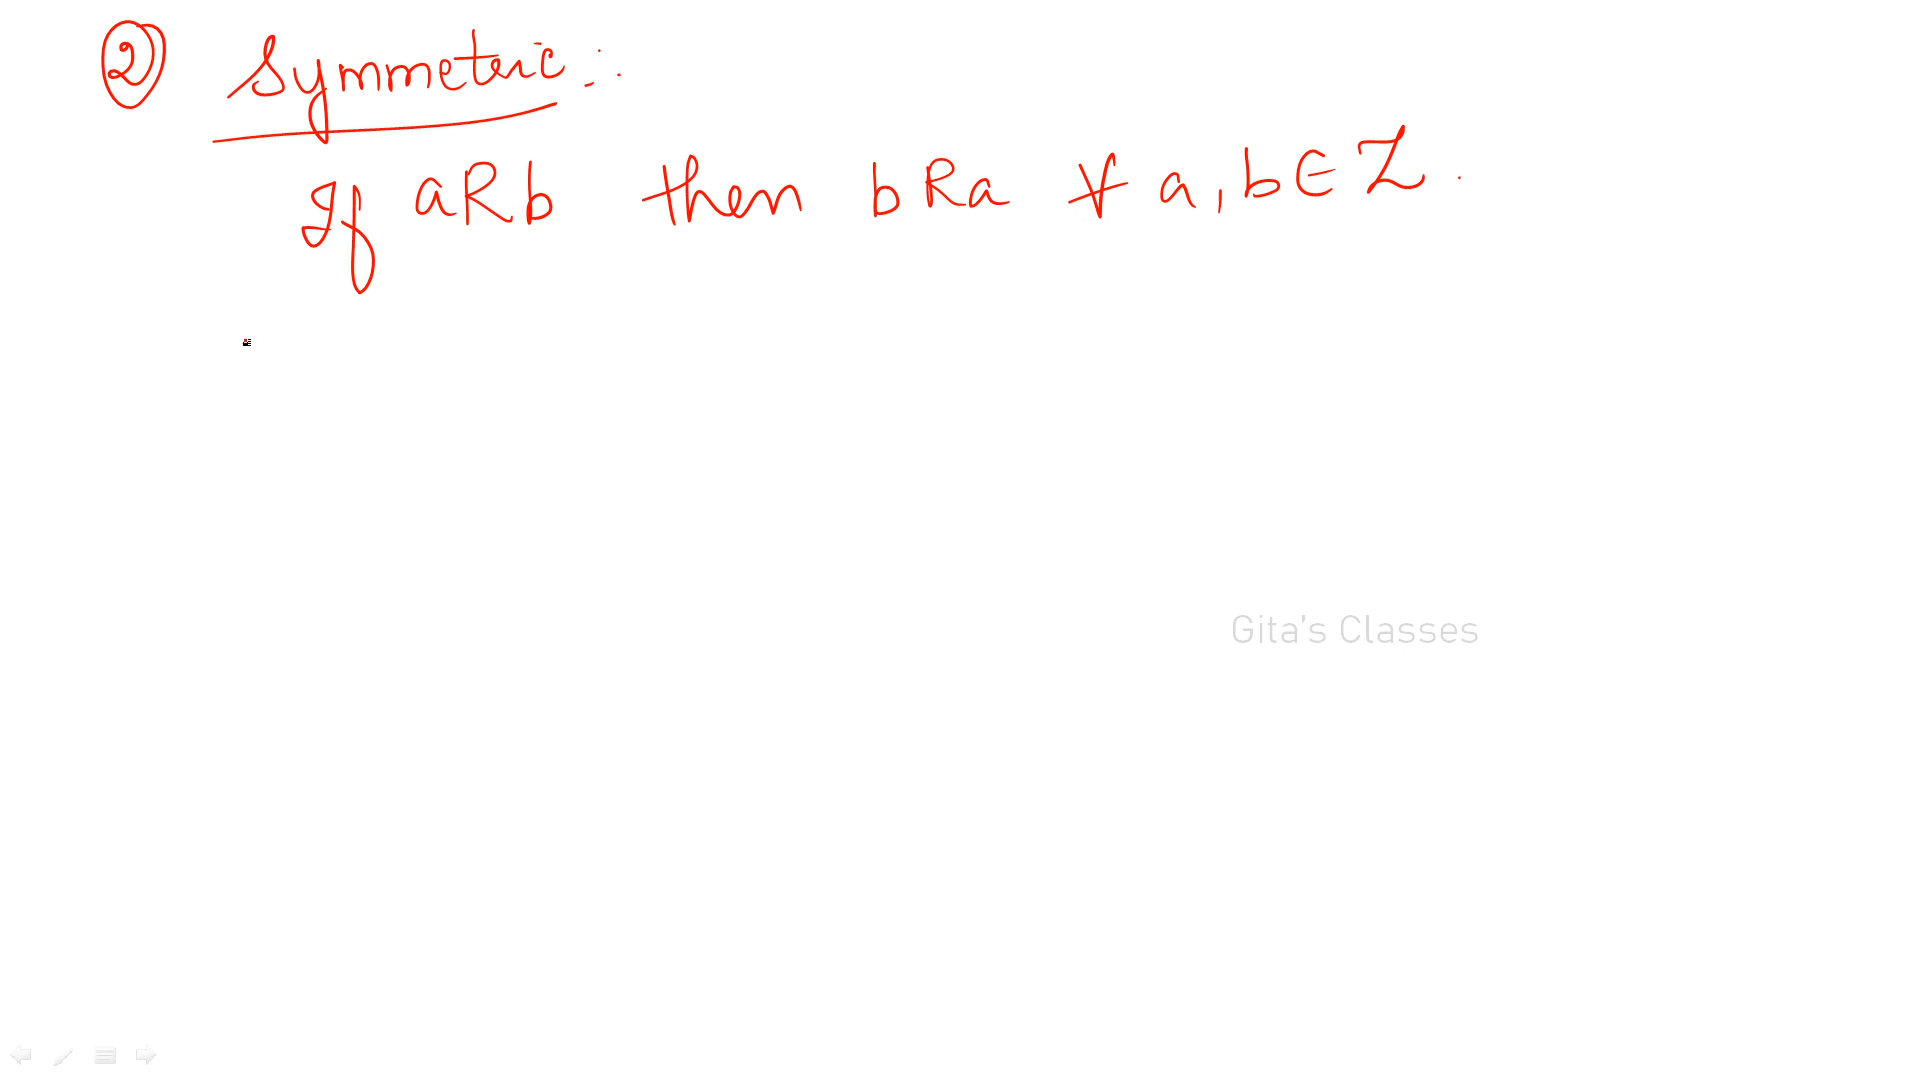 ② Symmetric :-
If aRb then bRa ∀ a, b ∈ Z.
Gita's Classes